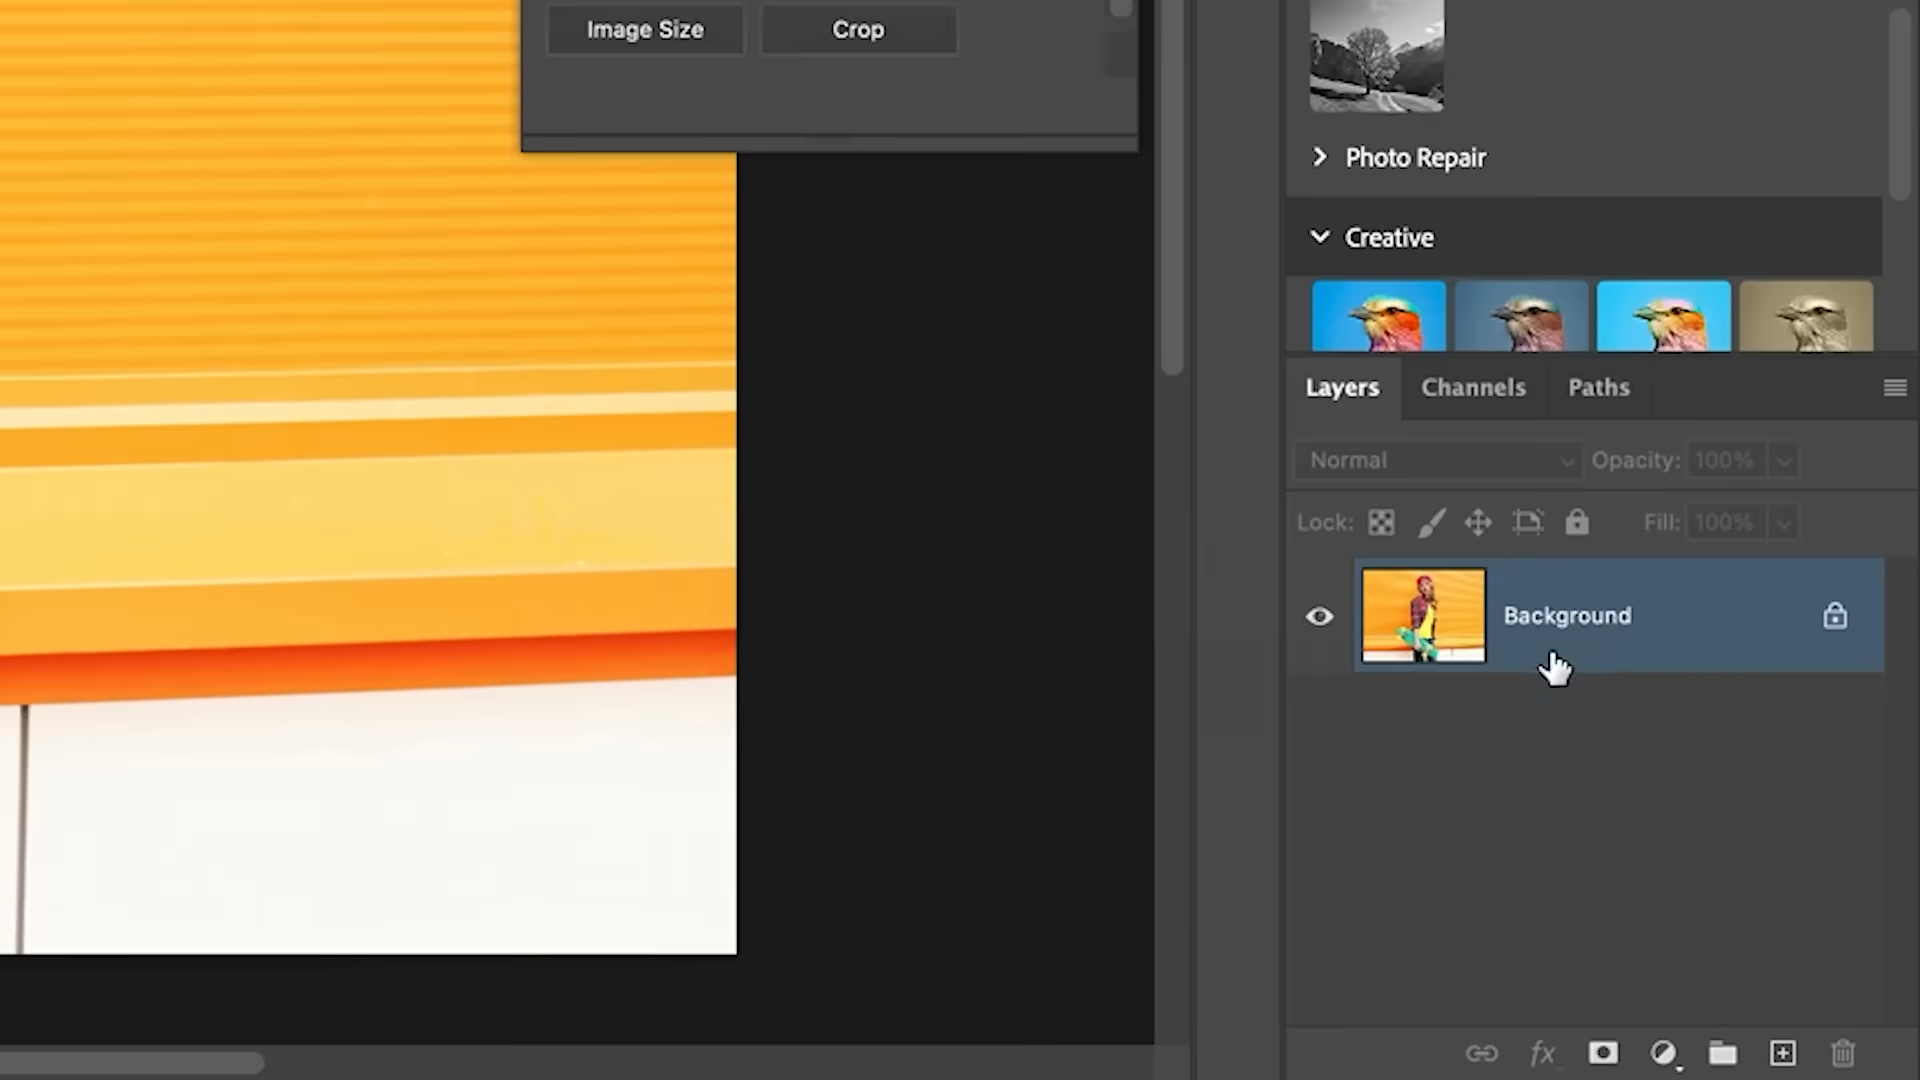 Image Size
Crop
Photo Repair
Creative
Layers
Channels
Paths
Normal
Opacity: 100%
Lock:
Fill: 100%
Background
fx